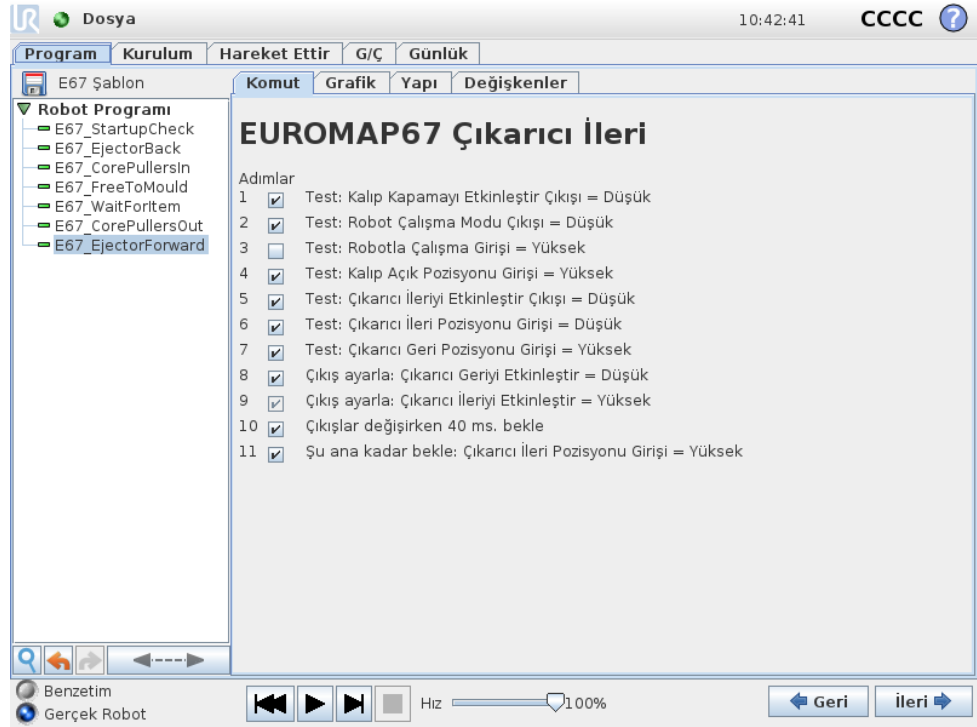 UR Dosya 10:42:41 CCCC ?
Program Kurulum Hareket Ettir G/Ç Günlük
E67 Şablon
Komut Grafik Yapı Değişkenler
Robot Programı
E67_StartupCheck
E67_EjectorBack
E67_CorePullersIn
E67_FreeToMould
E67_WaitForItem
E67_CorePullersOut
E67_EjectorForward
EUROMAP67 Çıkarıcı İleri
Adımlar
1 Test: Kalıp Kapamayı Etkinleştir Çıkışı = Düşük
2 Test: Robot Çalışma Modu Çıkışı = Düşük
3 Test: Robotla Çalışma Girişi = Yüksek
4 Test: Kalıp Açık Pozisyonu Girişi = Yüksek
5 Test: Çıkarıcı İleriyi Etkinleştir Çıkışı = Düşük
6 Test: Çıkarıcı İleri Pozisyonu Girişi = Düşük
7 Test: Çıkarıcı Geri Pozisyonu Girişi = Yüksek
8 Çıkış ayarla: Çıkarıcı Geriyi Etkinleştir = Düşük
9 Çıkış ayarla: Çıkarıcı İleriyi Etkinleştir = Yüksek
10 Çıkışlar değişirken 40 ms. bekle
11 Şu ana kadar bekle: Çıkarıcı İleri Pozisyonu Girişi = Yüksek
Benzetim
Gerçek Robot
Hız 100%
Geri İleri